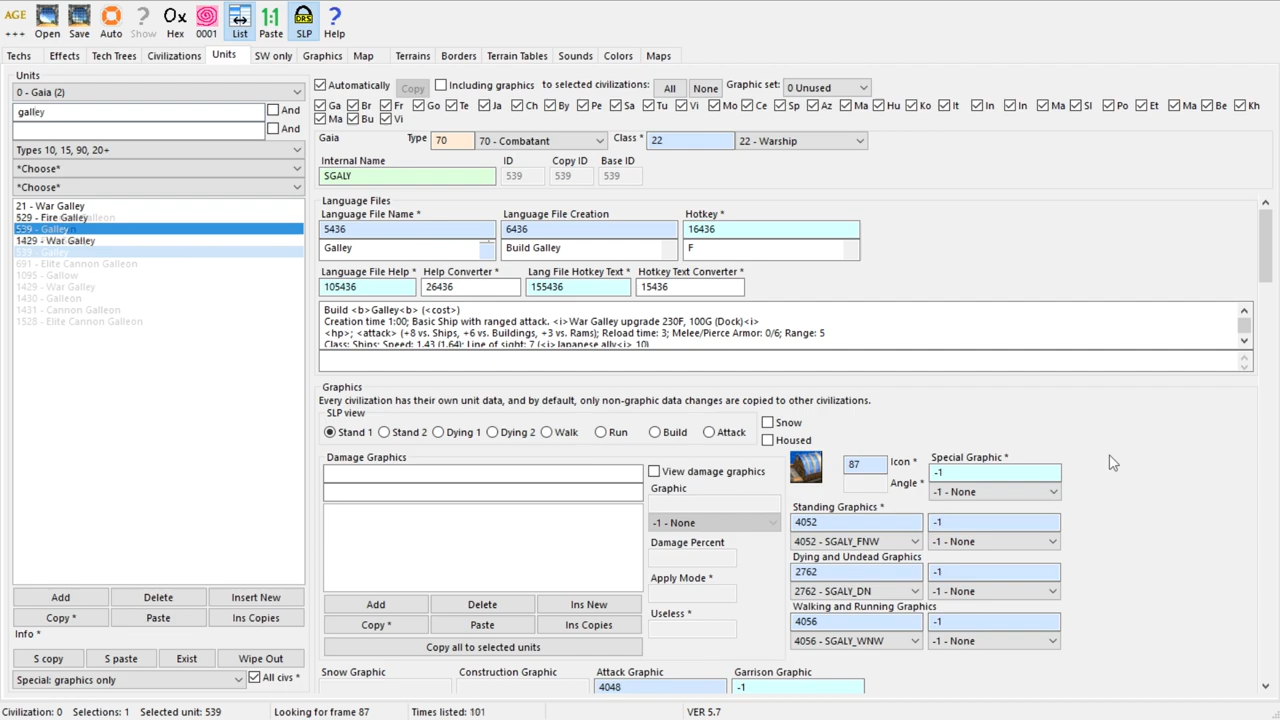 AGE
+++ Open Save Auto Show Hex 0001 List Paste SLP Help
Ox 1:1 DRS ?
Techs Effects Tech Trees Civilizations Units SW only Graphics Map Terrains Borders Terrain Tables Sounds Colors Maps
Units
0 - Gaia (2)
galley And
And
Types 10, 15, 90, 20+
*Choose*
*Choose*
21 - War Galley
529 - Fire Galley
539 - Galley
1429 - War Galley
691 - Elite Cannon Galleon
1095 - Gallow
1429 - War Galley
1430 - Galleon
1431 - Cannon Galleon
1528 - Elite Cannon Galleon
Add Delete Insert New
Copy * Paste Ins Copies
Info *
S copy S paste Exist Wipe Out
Special: graphics only All civs *
Automatically Copy Including graphics to selected civilizations: All None Graphic set: 0 Unused
Ga Br Fr Go Te Ja Ch By Pe Sa Tu Vi Mo Ce Sp Az Ma Hu Ko It In In Ma Sl Po Et Ma Be Kh
Ma Bu Vi
Gaia Type 70 70 - Combatant Class * 22 22 - Warship
Internal Name ID Copy ID Base ID
SGALY 539 539 539
Language Files
Language File Name * Language File Creation Hotkey *
5436 6436 16436
Galley Build Galley F
Language File Help * Help Converter * Lang File Hotkey Text * Hotkey Text Converter *
105436 26436 155436 15436
Build <b>Galley<b> (<cost>)
Creation time 1:00; Basic Ship with ranged attack. <i>War Galley upgrade 230F, 100G (Dock)<i>
<hp>; <attack> (+8 vs. Ships, +6 vs. Buildings, +3 vs. Rams); Reload time: 3; Melee/Pierce Armor: 0/6; Range: 5
Class: Ships; Speed: 1.43 (1.64); Line of sight: 7 (<i>Japanese ally<i> 10)
Graphics
Every civilization has their own unit data, and by default, only non-graphic data changes are copied to other civilizations.
SLP view
Stand 1 Stand 2 Dying 1 Dying 2 Walk Run Build Attack
Snow
Housed
Damage Graphics
View damage graphics
Graphic
-1 - None
Damage Percent
Apply Mode *
Useless *
Add Delete Ins New
Copy * Paste Ins Copies
Copy all to selected units
87 Icon *
Angle *
Special Graphic *
-1
-1 - None
Standing Graphics *
4052 -1
4052 - SGALY_FNW -1 - None
Dying and Undead Graphics
2762 -1
2762 - SGALY_DN -1 - None
Walking and Running Graphics
4056 -1
4056 - SGALY_WNW -1 - None
Snow Graphic Construction Graphic Attack Graphic Garrison Graphic
4048 -1
Civilization: 0 Selections: 1 Selected unit: 539 Looking for frame 87 Times listed: 101 VER 5.7